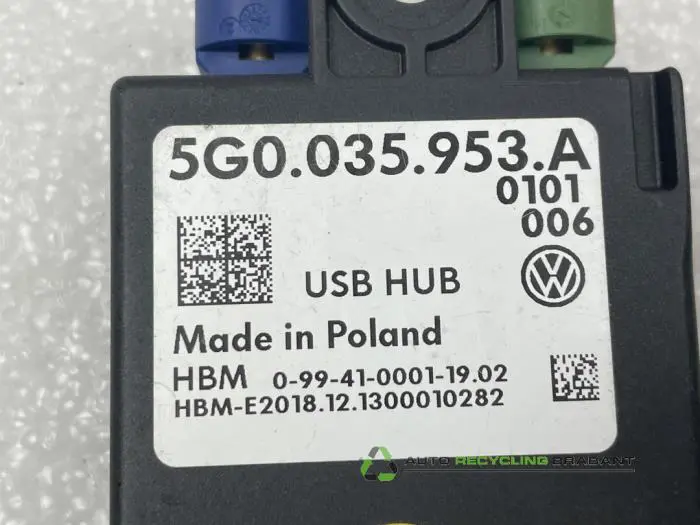 5G0.035.953.A
0101
006
USB HUB
Made in Poland
HBM 0-99-41-0001-19.02
HBM-E2018.12.1300010282
AUTO RECYCLING BRABANT